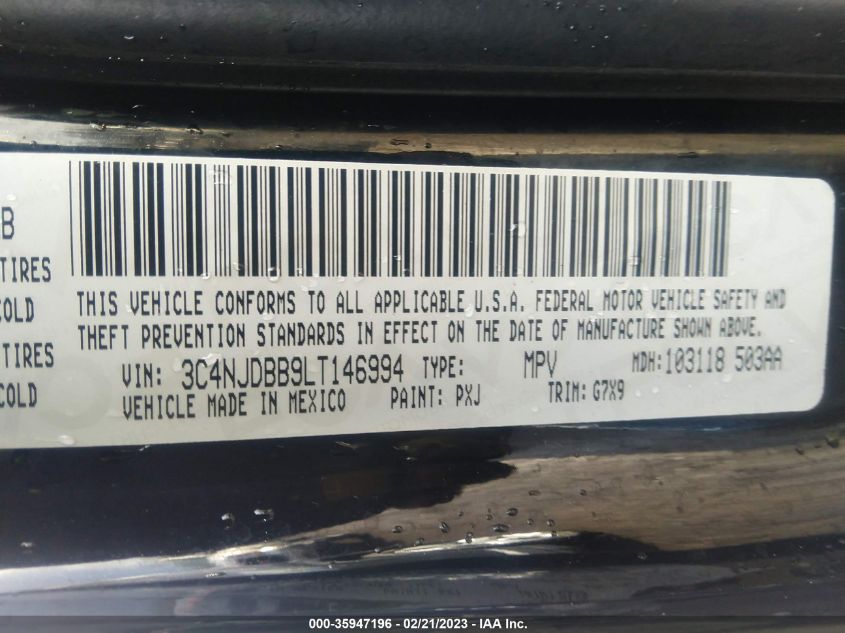 B
TIRES
COLD
TIRES
COLD
THIS VEHICLE CONFORMS TO ALL APPLICABLE U.S.A. FEDERAL MOTOR VEHICLE SAFETY AND
THEFT PREVENTION STANDARDS IN EFFECT ON THE DATE OF MANUFACTURE SHOWN ABOVE.
VIN: 3C4NJDBB9LT146994 TYPE: MPV MDH: 103118 503AA
VEHICLE MADE IN MEXICO PAINT: PXJ TRIM: G7X9
000-35947196 - 02/21/2023 - IAA Inc.